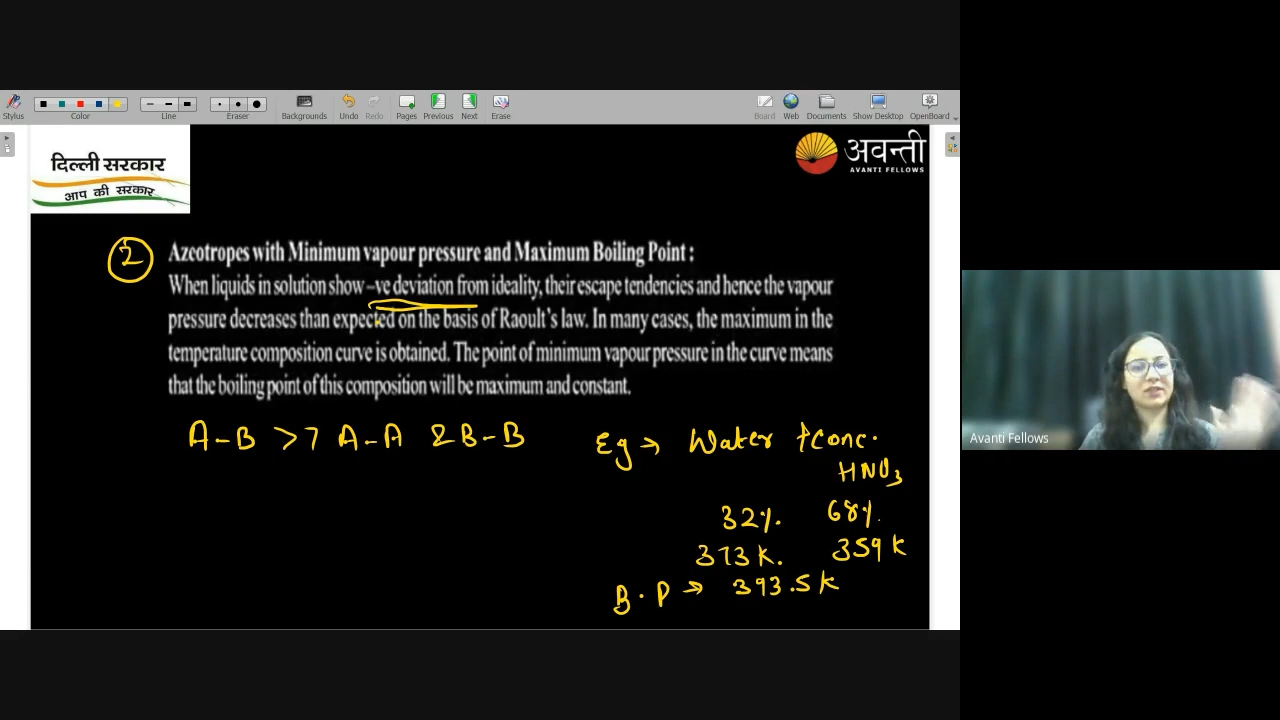 Stylus Color Line Eraser Backgrounds Undo Redo Pages Previous Next Erase Board Web Documents Show Desktop OpenBoard
दिल्ली सरकार
आप की सरकार
अवन्ती
AVANTI FELLOWS
2 Azeotropes with Minimum vapour pressure and Maximum Boiling Point :
When liquids in solution show –ve deviation from ideality, their escape tendencies and hence the vapour
pressure decreases than expected on the basis of Raoult's law. In many cases, the maximum in the
temperature composition curve is obtained. The point of minimum vapour pressure in the curve means
that the boiling point of this composition will be maximum and constant.
A-B >7 A-A & B-B
Eg → Water + Conc.
HNO3
32%. 68%.
373K. 359K
B.P → 393.5K
Avanti Fellows